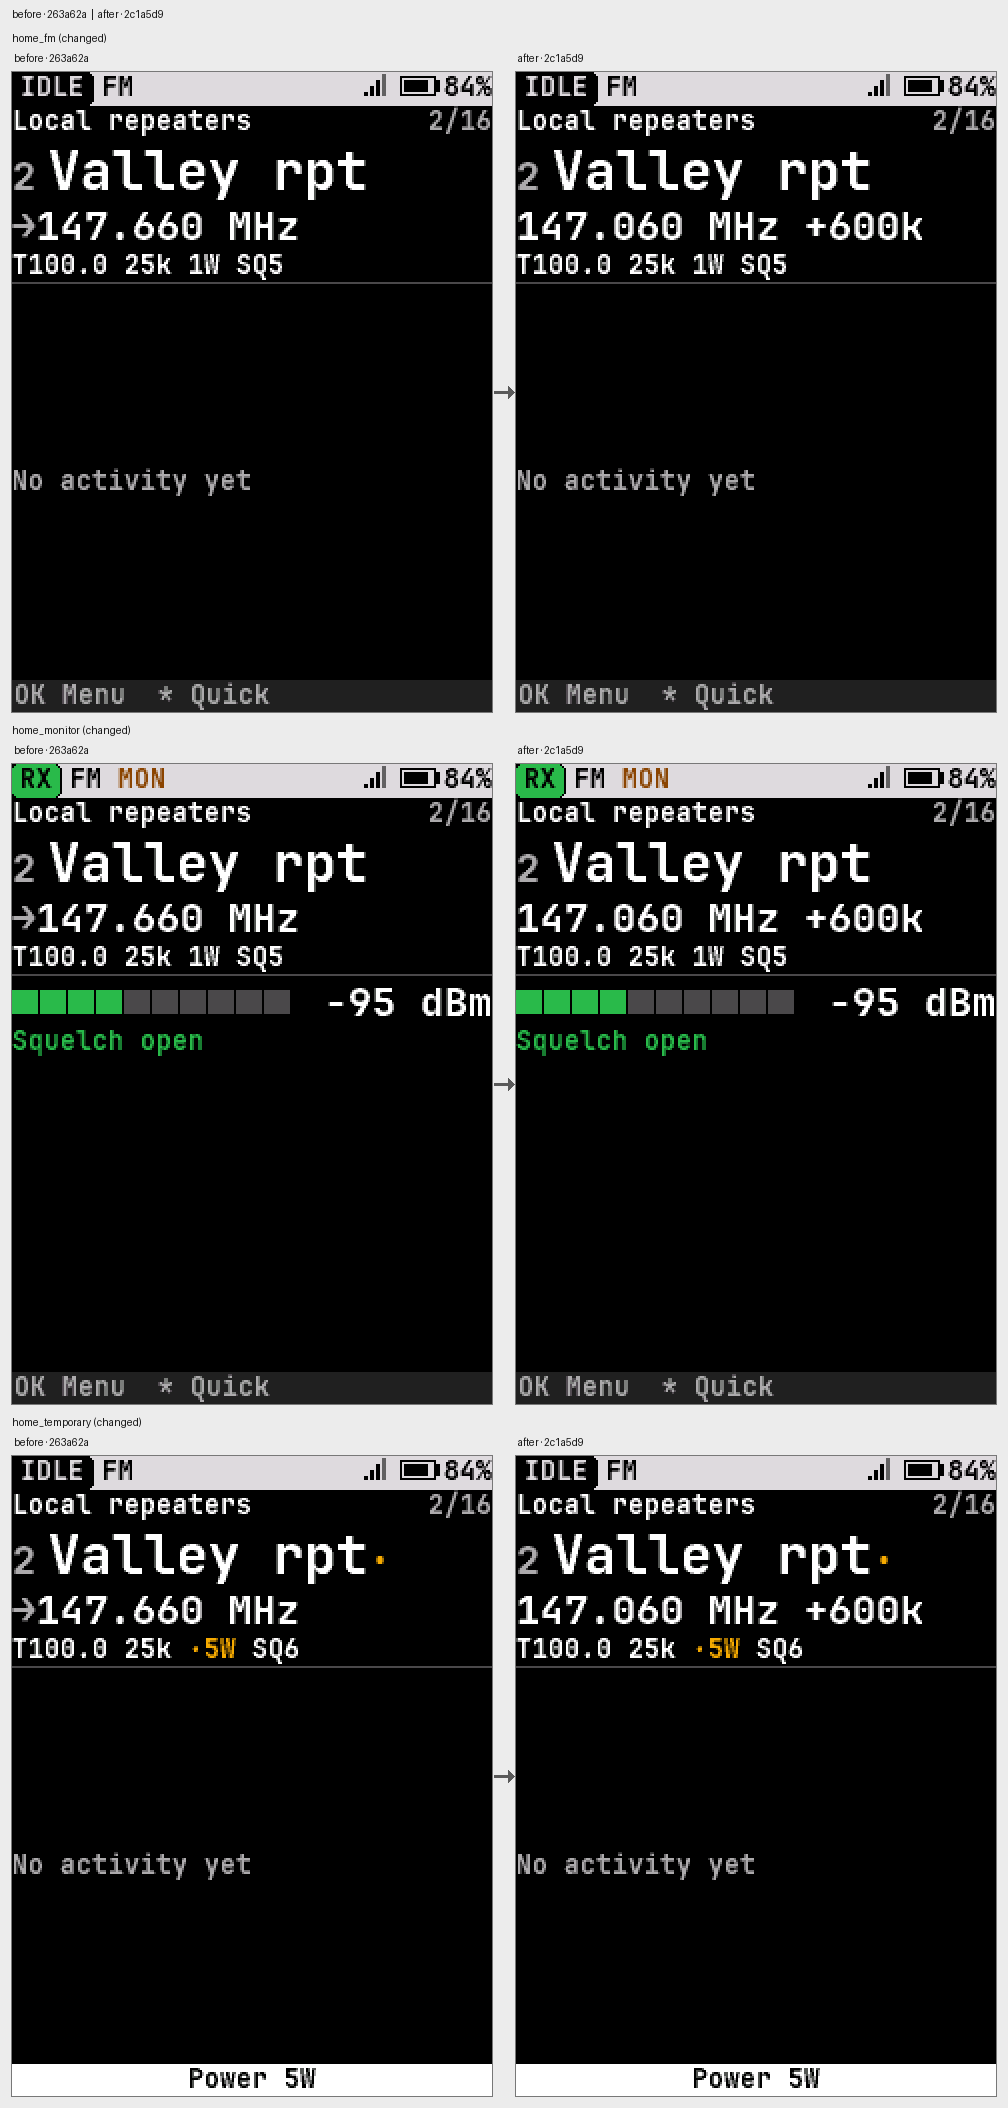 before · 263a62a | after · 2c1a5d9
home_fm (changed)
before · 263a62a
after · 2c1a5d9
IDLE FM 84%
Local repeaters 2/16
2 Valley rpt
→147.660 MHz
T100.0 25k 1W SQ5
No activity yet
OK Menu * Quick
IDLE FM 84%
Local repeaters 2/16
2 Valley rpt
147.060 MHz +600k
T100.0 25k 1W SQ5
No activity yet
OK Menu * Quick
home_monitor (changed)
before · 263a62a
after · 2c1a5d9
RX FM MON 84%
Local repeaters 2/16
2 Valley rpt
→147.660 MHz
T100.0 25k 1W SQ5
-95 dBm
Squelch open
OK Menu * Quick
RX FM MON 84%
Local repeaters 2/16
2 Valley rpt
147.060 MHz +600k
T100.0 25k 1W SQ5
-95 dBm
Squelch open
OK Menu * Quick
home_temporary (changed)
before · 263a62a
after · 2c1a5d9
IDLE FM 84%
Local repeaters 2/16
2 Valley rpt·
→147.660 MHz
T100.0 25k ·5W SQ6
No activity yet
Power 5W
IDLE FM 84%
Local repeaters 2/16
2 Valley rpt·
147.060 MHz +600k
T100.0 25k ·5W SQ6
No activity yet
Power 5W